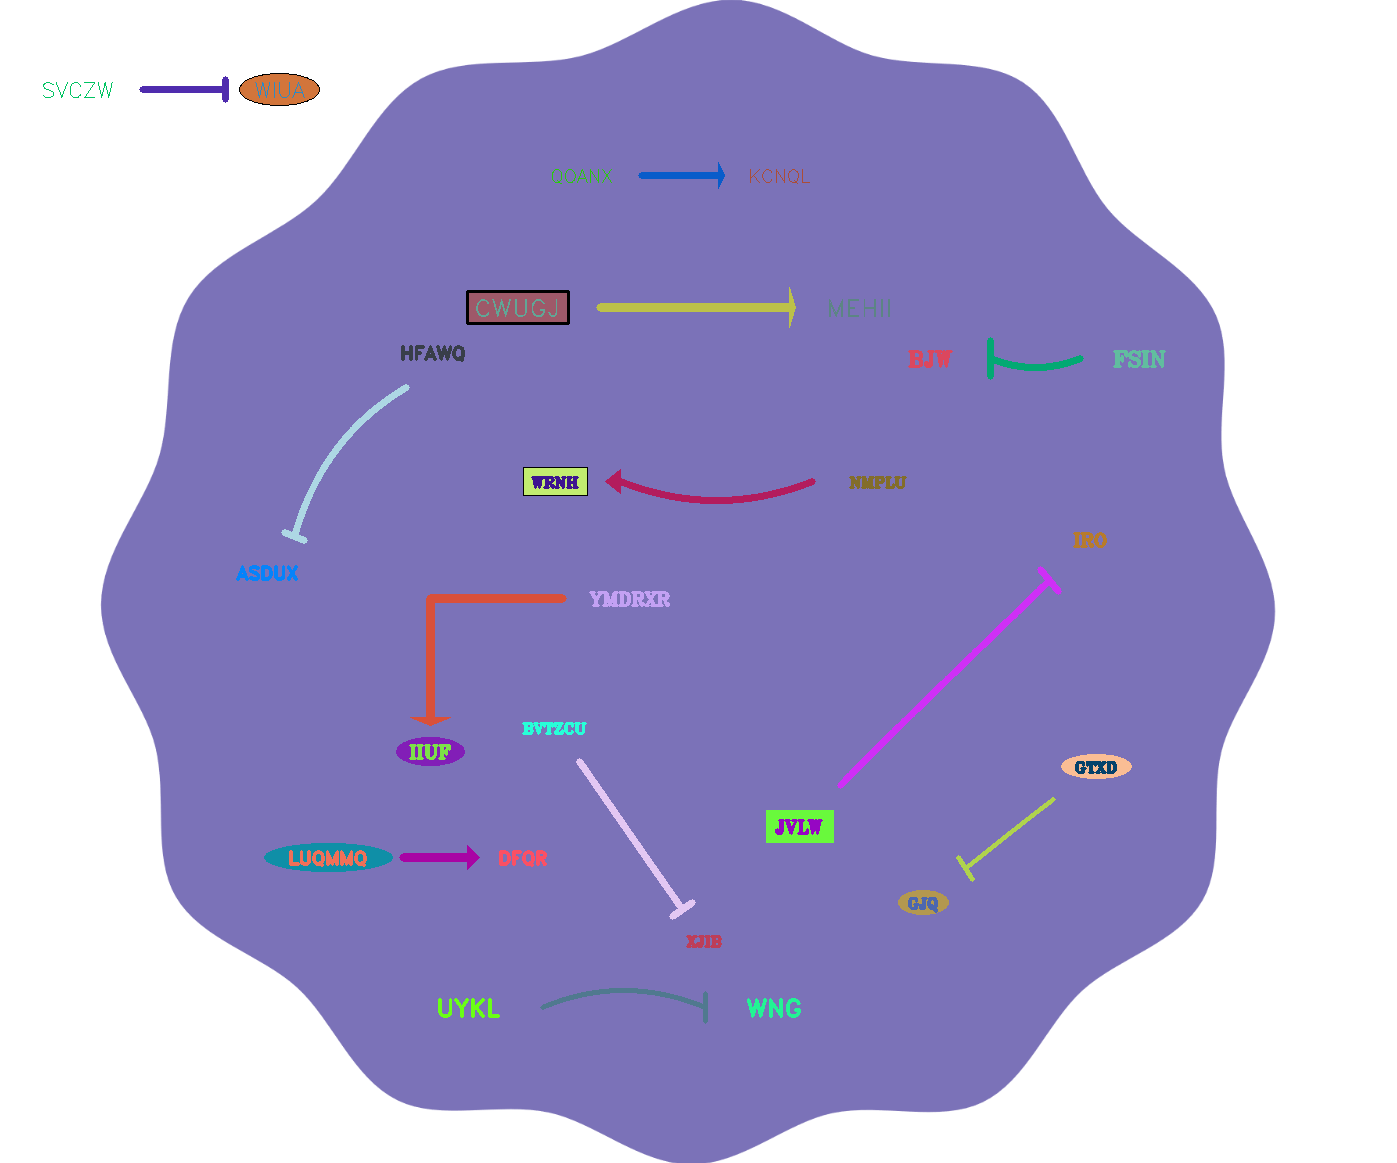 SVCZW
WIUA
KCNQL
CWUGJ
MEHII
HFAWQ
BJW
FSIN
WRNH
NMPLU
IRO
ASDUX
YMDRXR
BVTZCU
IIUF
GTXD
JVLW
LUQMMQ
DFQR
GJQ
XJIB
UYKL
WNG